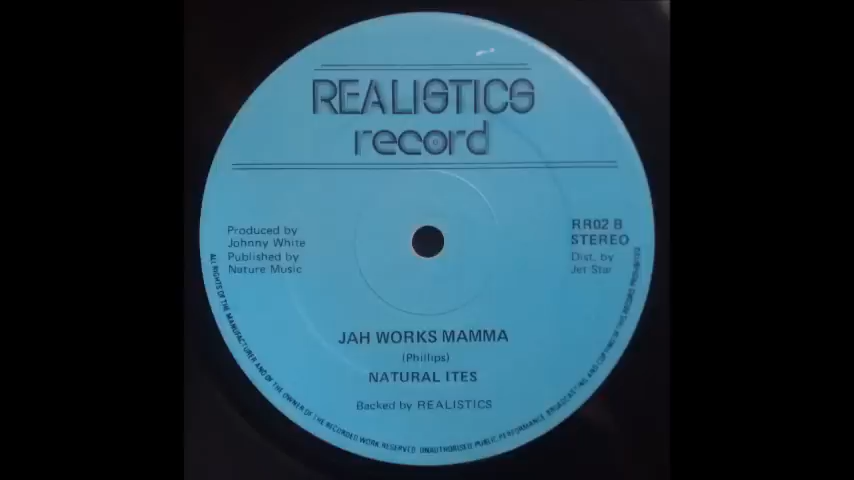 REALISTICS
record
Produced by
Johnny White
Published by
Nature Music
RR02 B
STEREO
Dist. by
Jet Star
JAH WORKS MAMMA
(Phillips)
NATURAL ITES
Backed by REALISTICS
ALL RIGHTS OF THE MANUFACTURER AND OF THE OWNER OF THE RECORDED WORK RESERVED. UNAUTHORISED PUBLIC PERFORMANCE BROADCASTING AND COPYING OF THIS RECORD PROHIBITED